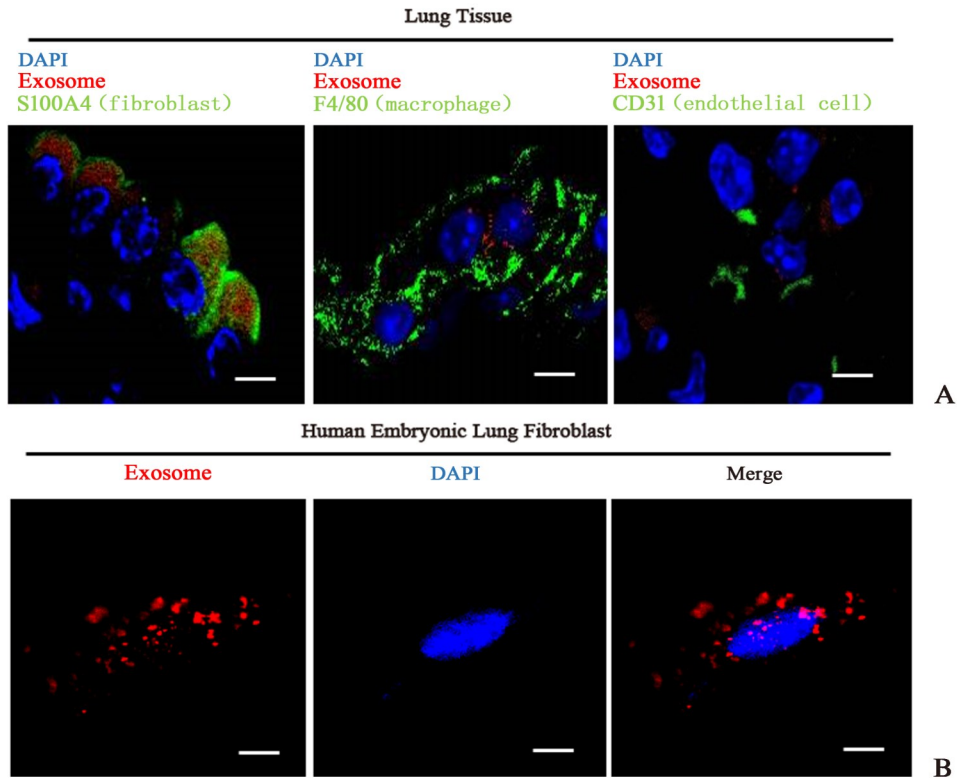 Lung Tissue
DAPI
Exosome
S100A4（fibroblast）
DAPI
Exosome
F4/80（macrophage）
DAPI
Exosome
CD31（endothelial cell）
A
Human Embryonic Lung Fibroblast
Exosome
DAPI
Merge
B